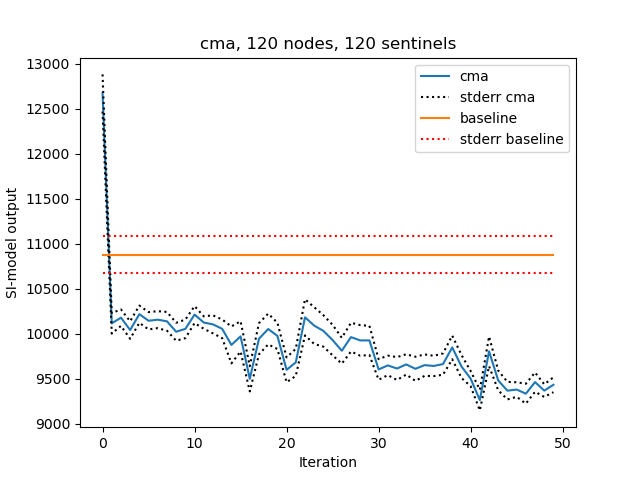 cma, 120 nodes, 120 sentinels
13000
12500
12000
11500
11000
10500
10000
9500
9000
SI-model output
cma
stderr cma
baseline
stderr baseline
0 10 20 30 40 50
Iteration